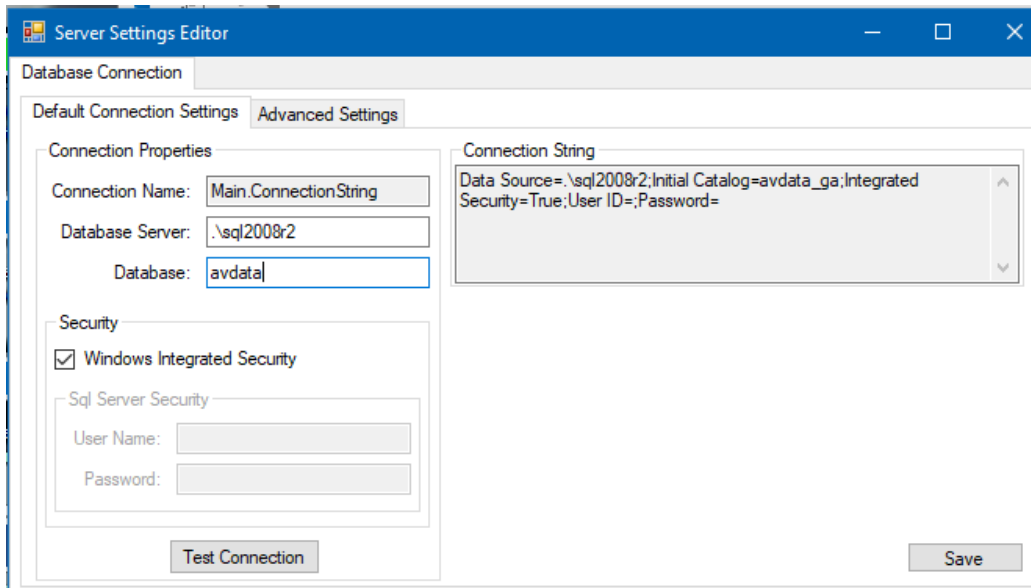 Server Settings Editor
Database Connection
Default Connection Settings
Advanced Settings
Connection Properties
Connection Name: Main.ConnectionString
Database Server: .\sql2008r2
Database: avdata
Security
Windows Integrated Security
Sql Server Security
User Name:
Password:
Test Connection
Connection String
Data Source=.\sql2008r2;Initial Catalog=avdata_ga;Integrated
Security=True;User ID=;Password=
Save